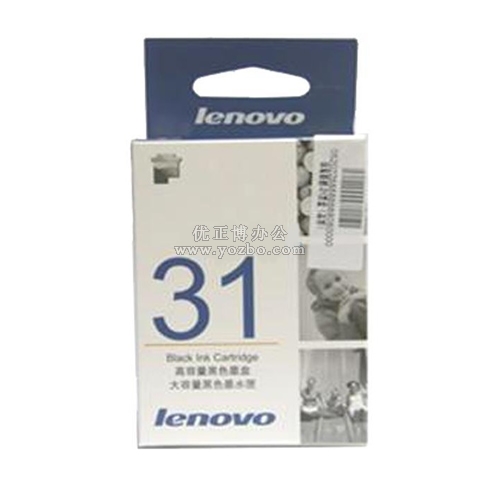 lenovo
优正博办公
www.yozbo.com
31
Black Ink Cartridge
高容量黑色墨盒
大容量黑色墨水匣
lenovo